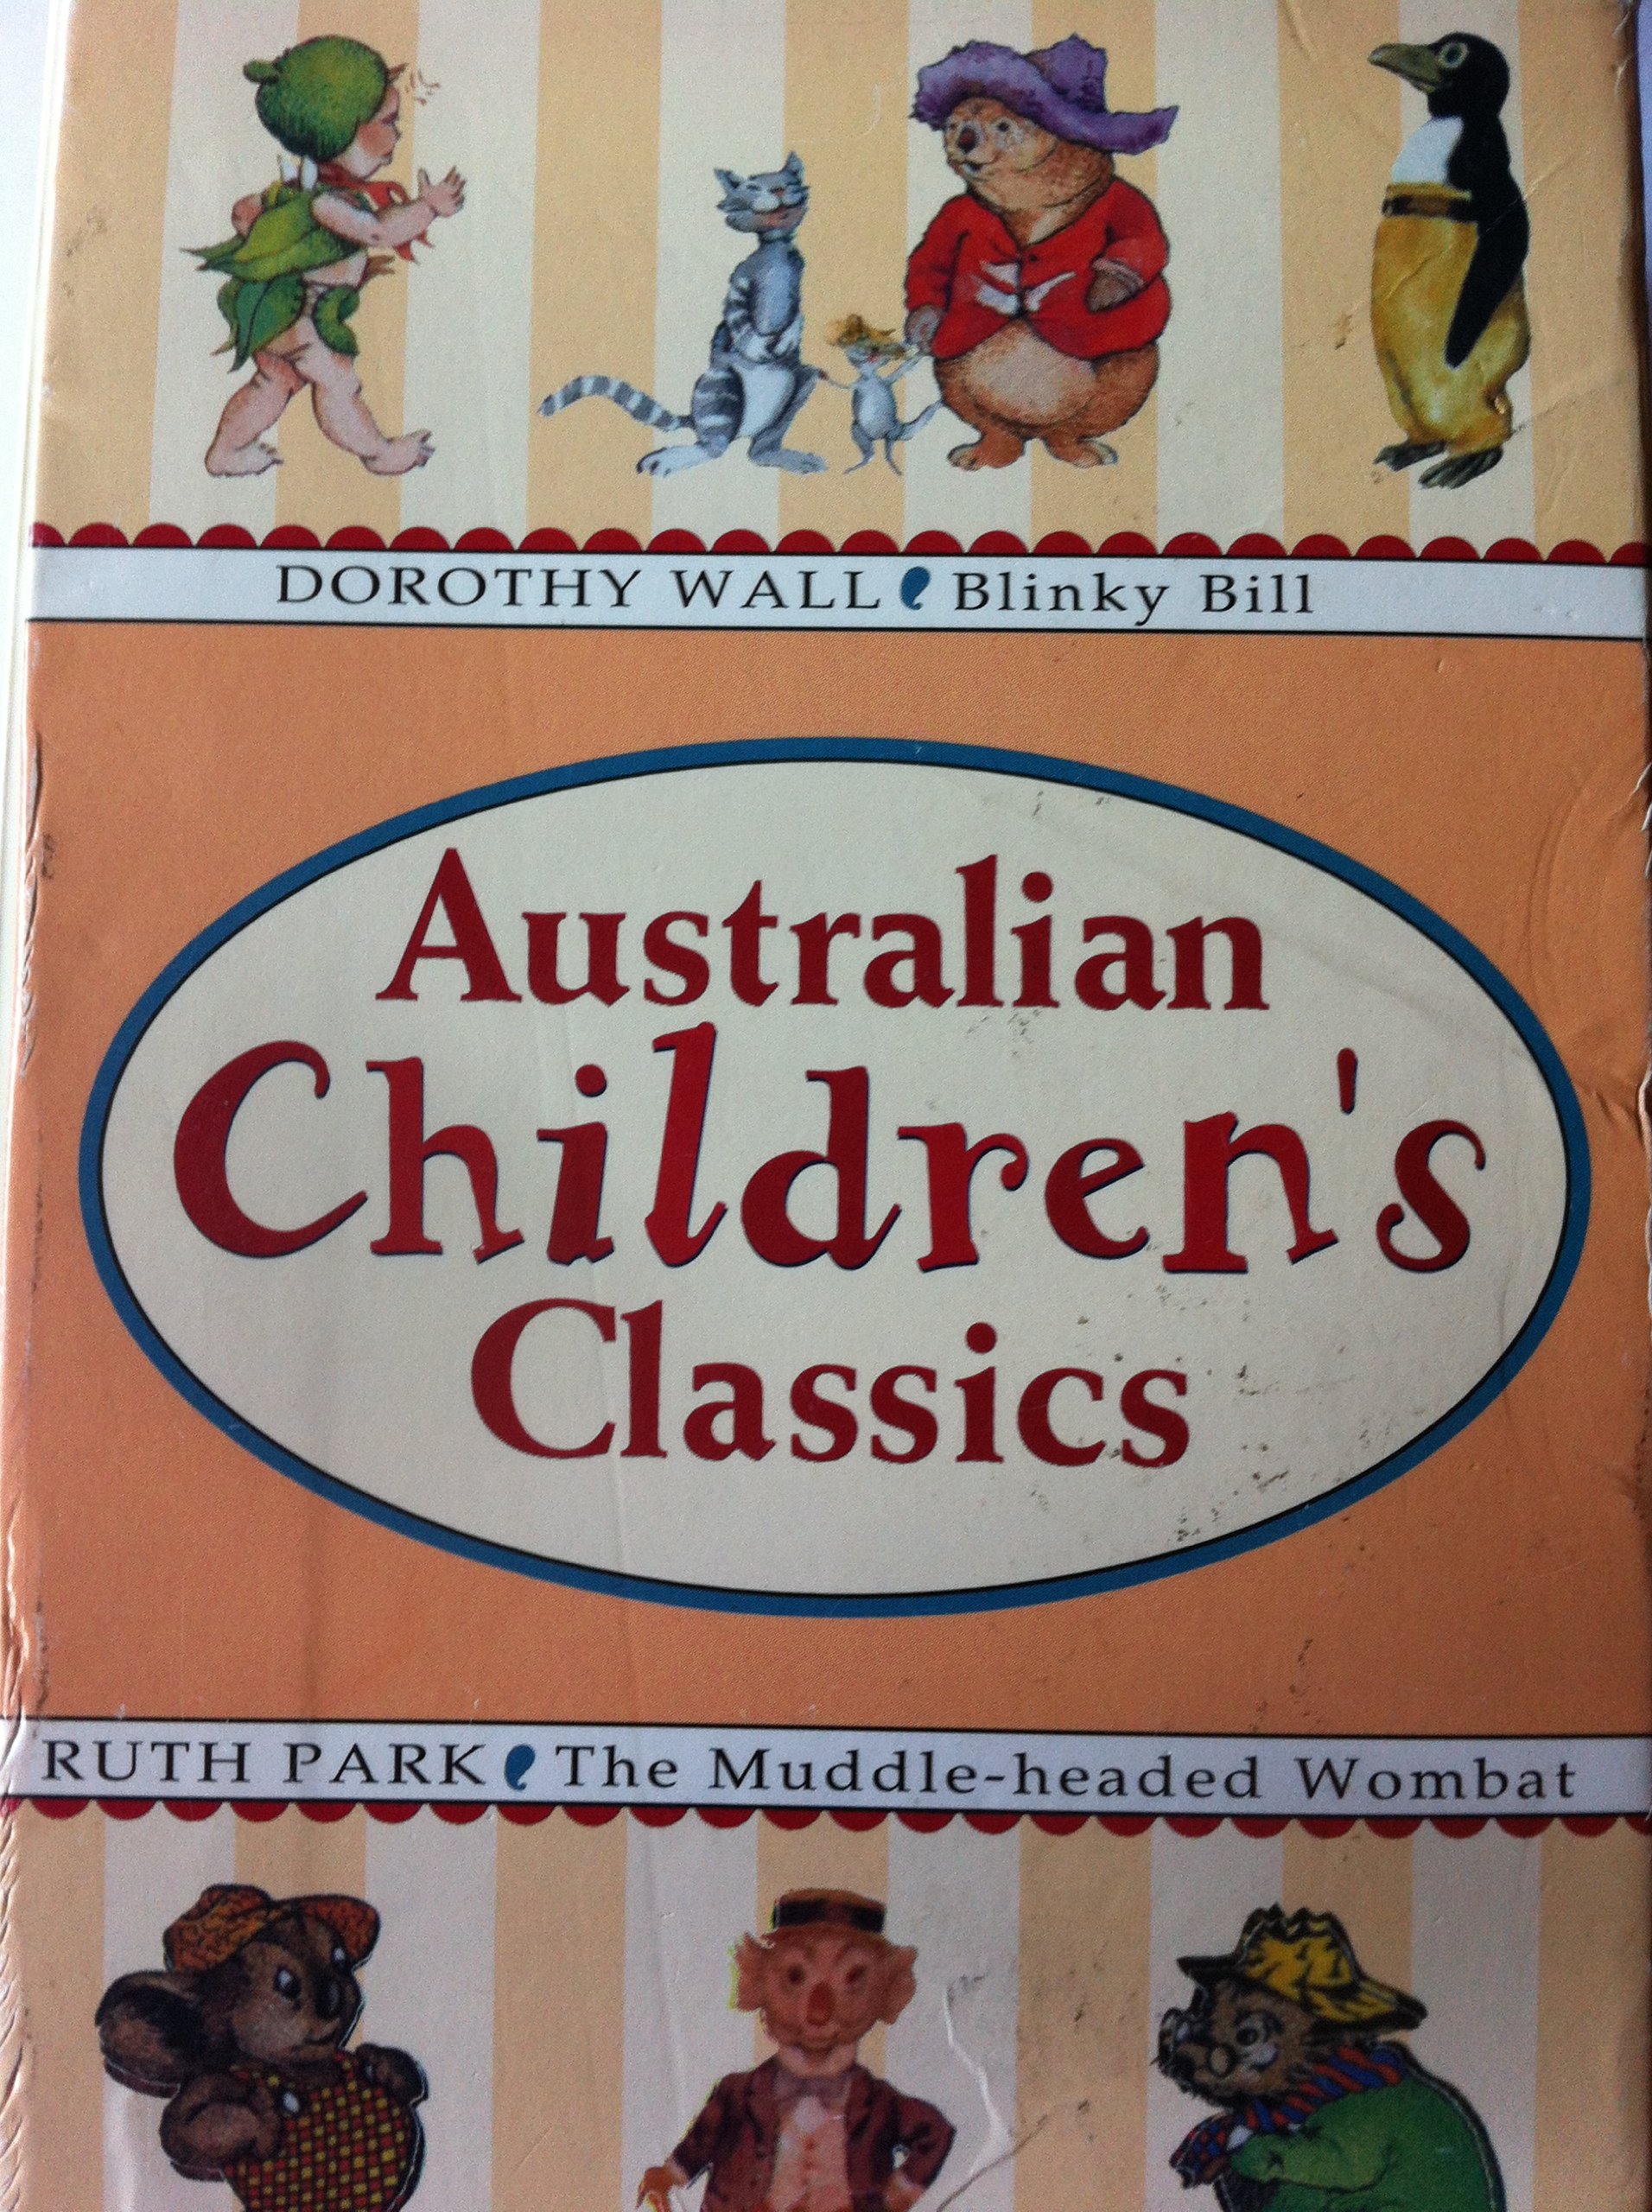 DOROTHY WALL Blinky Bill
Australian
Children's
Classics
RUTH PARK The Muddle-headed Wombat